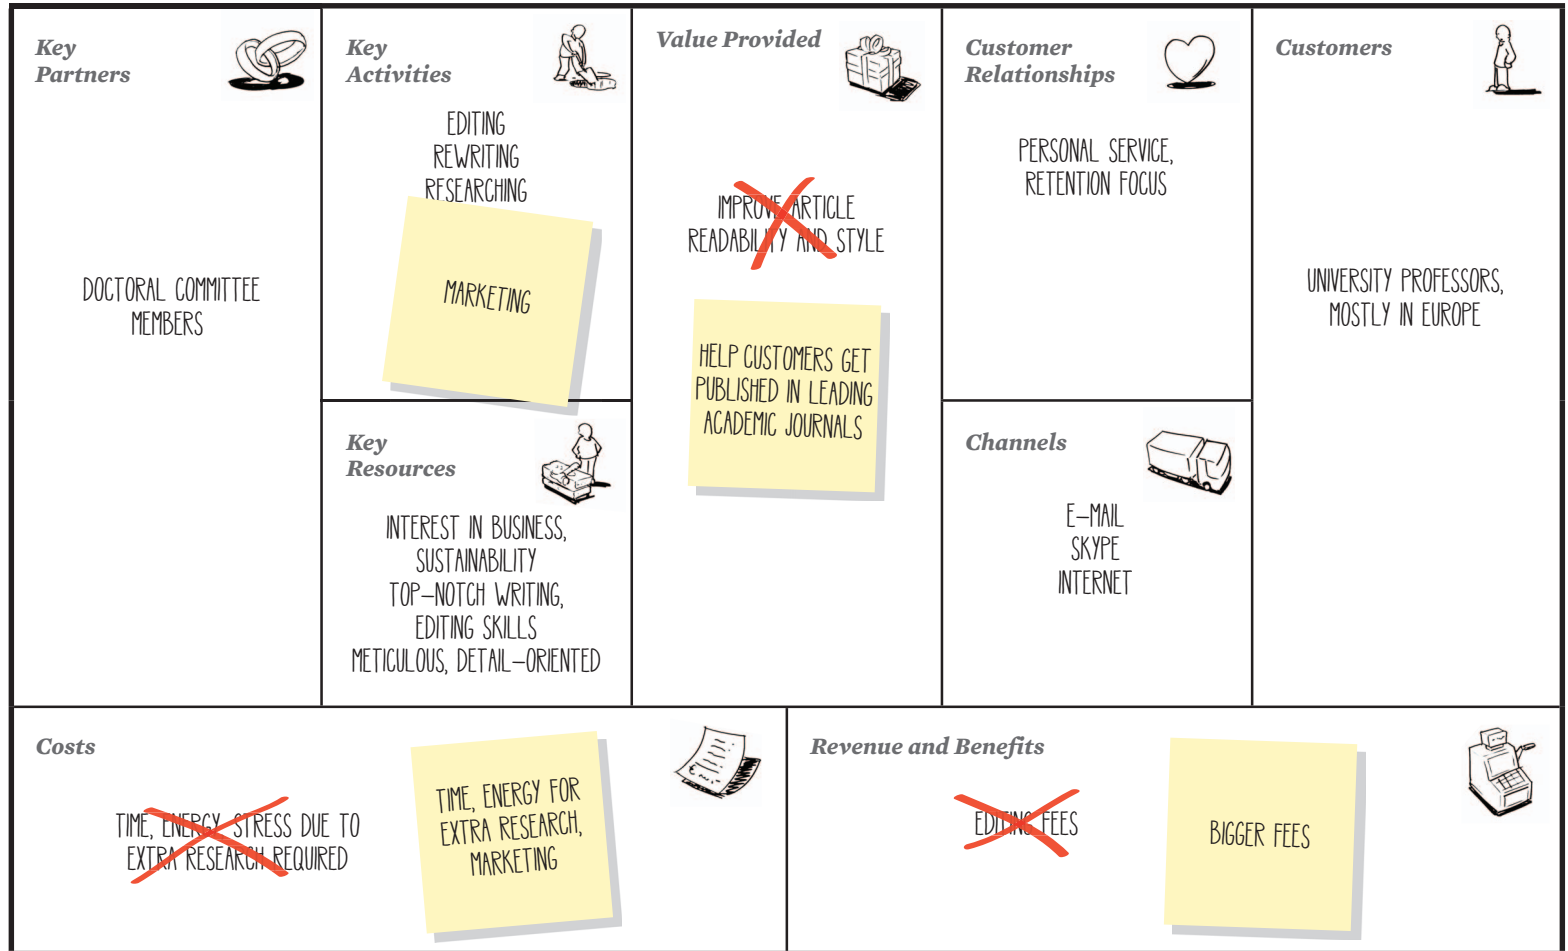 Key
Partners
DOCTORAL COMMITTEE
MEMBERS
Key
Activities
EDITING
REWRITING
RESEARCHING
MARKETING
Key
Resources
INTEREST IN BUSINESS,
SUSTAINABILITY
TOP-NOTCH WRITING,
EDITING SKILLS
METICULOUS, DETAIL-ORIENTED
Value Provided
IMPROVE ARTICLE
READABILITY AND STYLE
HELP CUSTOMERS GET
PUBLISHED IN LEADING
ACADEMIC JOURNALS
Customer
Relationships
PERSONAL SERVICE,
RETENTION FOCUS
Channels
E-MAIL
SKYPE
INTERNET
Customers
UNIVERSITY PROFESSORS,
MOSTLY IN EUROPE
Costs
TIME, ENERGY, STRESS DUE TO
EXTRA RESEARCH REQUIRED
TIME, ENERGY FOR
EXTRA RESEARCH,
MARKETING
Revenue and Benefits
EDITING FEES
BIGGER FEES